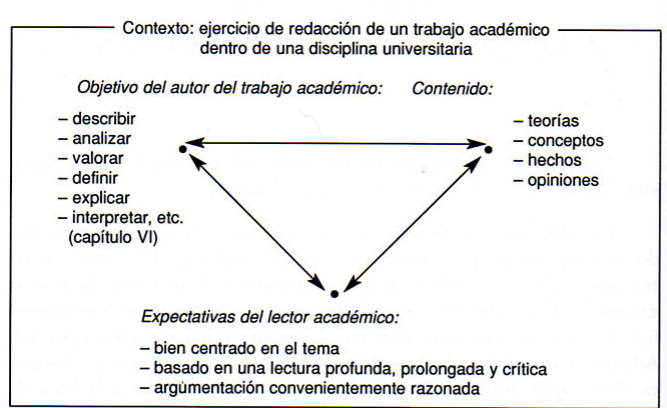 Contexto: ejercicio de redacción de un trabajo académico
dentro de una disciplina universitaria
Objetivo del autor del trabajo académico:
– describir
– analizar
– valorar
– definir
– explicar
– interpretar, etc.
(capítulo VI)
Contenido:
– teorías
– conceptos
– hechos
– opiniones
Expectativas del lector académico:
– bien centrado en el tema
– basado en una lectura profunda, prolongada y crítica
– argumentación convenientemente razonada